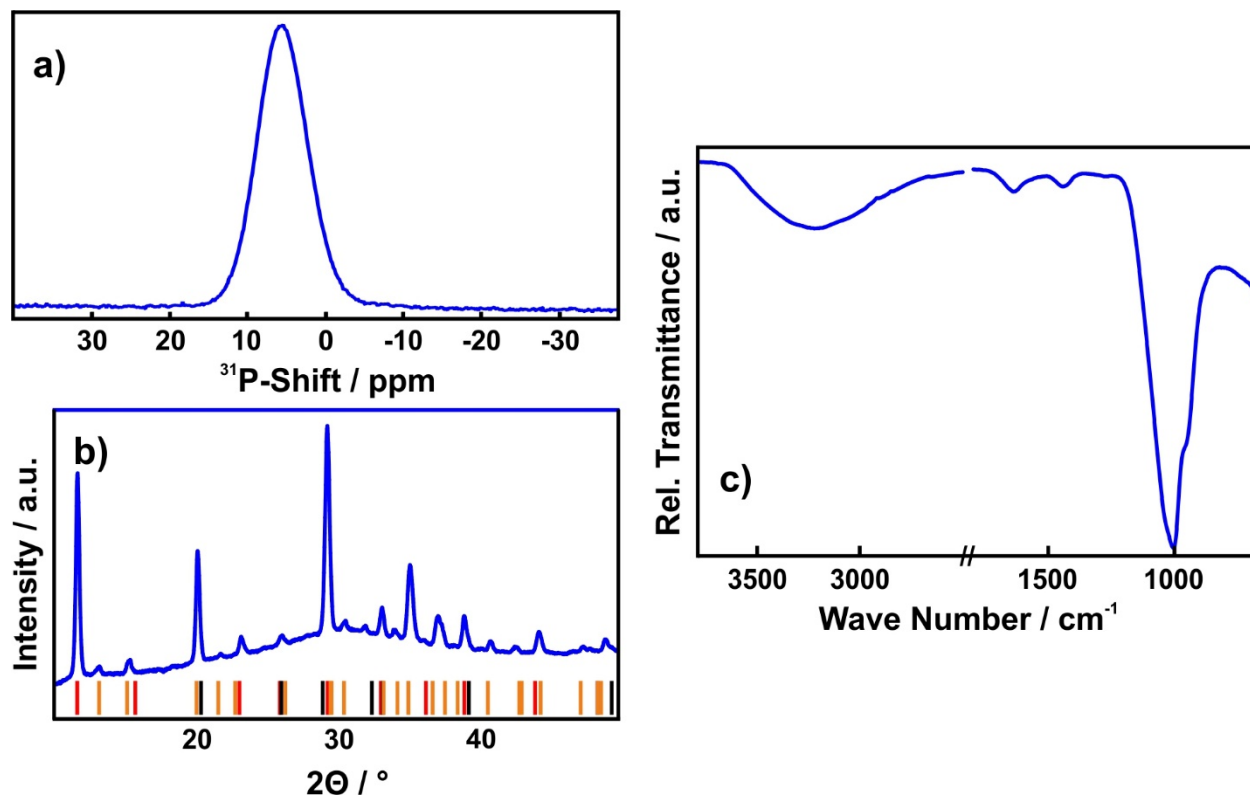 a)
30 20 10 0 -10 -20 -30
³¹P-Shift / ppm
b)
Intensity / a.u.
20 30 40
2Θ / °
c)
Rel. Transmittance / a.u.
3500 3000 // 1500 1000
Wave Number / cm⁻¹